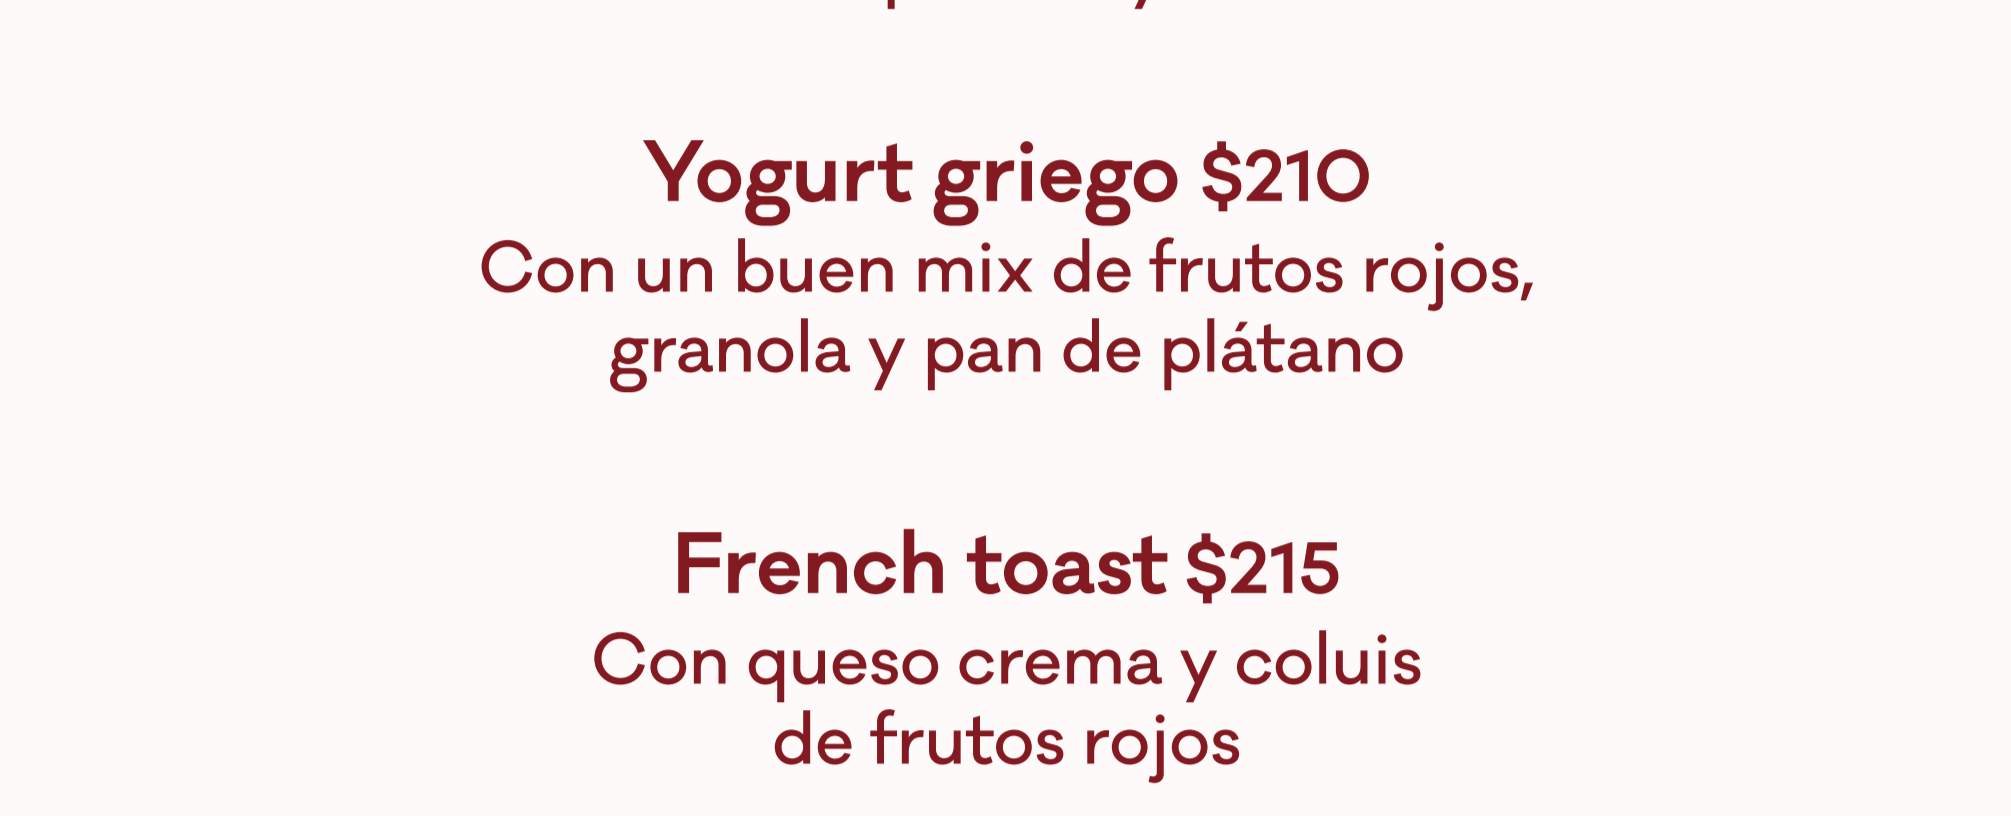 Yogurt griego $210
Con un buen mix de frutos rojos,
granola y pan de plátano
French toast $215
Con queso crema y coluis
de frutos rojos